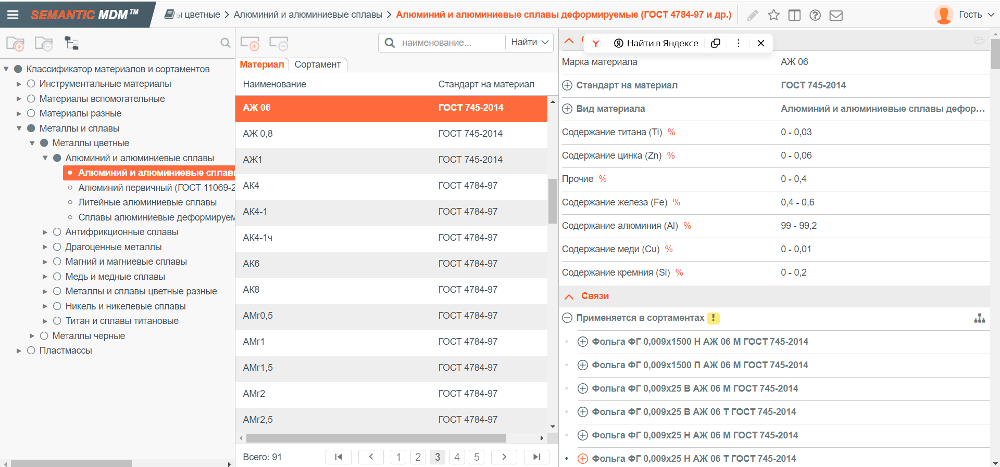 SEMANTIC MDM™
ы цветные > Алюминий и алюминиевые сплавы > Алюминий и алюминиевые сплавы деформируемые (ГОСТ 4784-97 и др.)
Гость
Классификатор материалов и сортаментов
Инструментальные материалы
Материалы вспомогательные
Материалы разные
Металлы и сплавы
Металлы цветные
Алюминий и алюминиевые сплавы
Алюминий и алюминиевые сплав
Алюминий первичный (ГОСТ 11069-2
Литейные алюминиевые сплавы
Сплавы алюминиевые деформируем
Антифрикционные сплавы
Драгоценные металлы
Магний и магниевые сплавы
Медь и медные сплавы
Металлы и сплавы цветные разные
Никель и никелевые сплавы
Титан и сплавы титановые
Металлы черные
Пластмассы
наименование... Найти
Материал Сортамент
Наименование Стандарт на материал
АЖ 06 ГОСТ 745-2014
АЖ 0,8 ГОСТ 745-2014
АЖ1 ГОСТ 745-2014
АК4 ГОСТ 4784-97
АК4-1 ГОСТ 4784-97
АК4-1ч ГОСТ 4784-97
АК6 ГОСТ 4784-97
АК8 ГОСТ 4784-97
АМг0,5 ГОСТ 4784-97
АМг1 ГОСТ 4784-97
АМг1,5 ГОСТ 4784-97
АМг2 ГОСТ 4784-97
АМг2,5 ГОСТ 4784-97
Всего: 91 1 2 3 4 5
Найти в Яндексе
Марка материала АЖ 06
Стандарт на материал ГОСТ 745-2014
Вид материала Алюминий и алюминиевые сплавы дефор...
Содержание титана (Ti) % 0 - 0,03
Содержание цинка (Zn) % 0 - 0,06
Прочие % 0 - 0,4
Содержание железа (Fe) % 0,4 - 0,6
Содержание алюминия (Al) % 99 - 99,2
Содержание меди (Cu) % 0 - 0,01
Содержание кремния (Si) % 0 - 0,2
Связи
Применяется в сортаментах !
Фольга ФГ 0,009х1500 Н АЖ 06 М ГОСТ 745-2014
Фольга ФГ 0,009х1500 П АЖ 06 М ГОСТ 745-2014
Фольга ФГ 0,009х25 В АЖ 06 М ГОСТ 745-2014
Фольга ФГ 0,009х25 В АЖ 06 Т ГОСТ 745-2014
Фольга ФГ 0,009х25 Н АЖ 06 М ГОСТ 745-2014
Фольга ФГ 0,009х25 Н АЖ 06 Т ГОСТ 745-2014